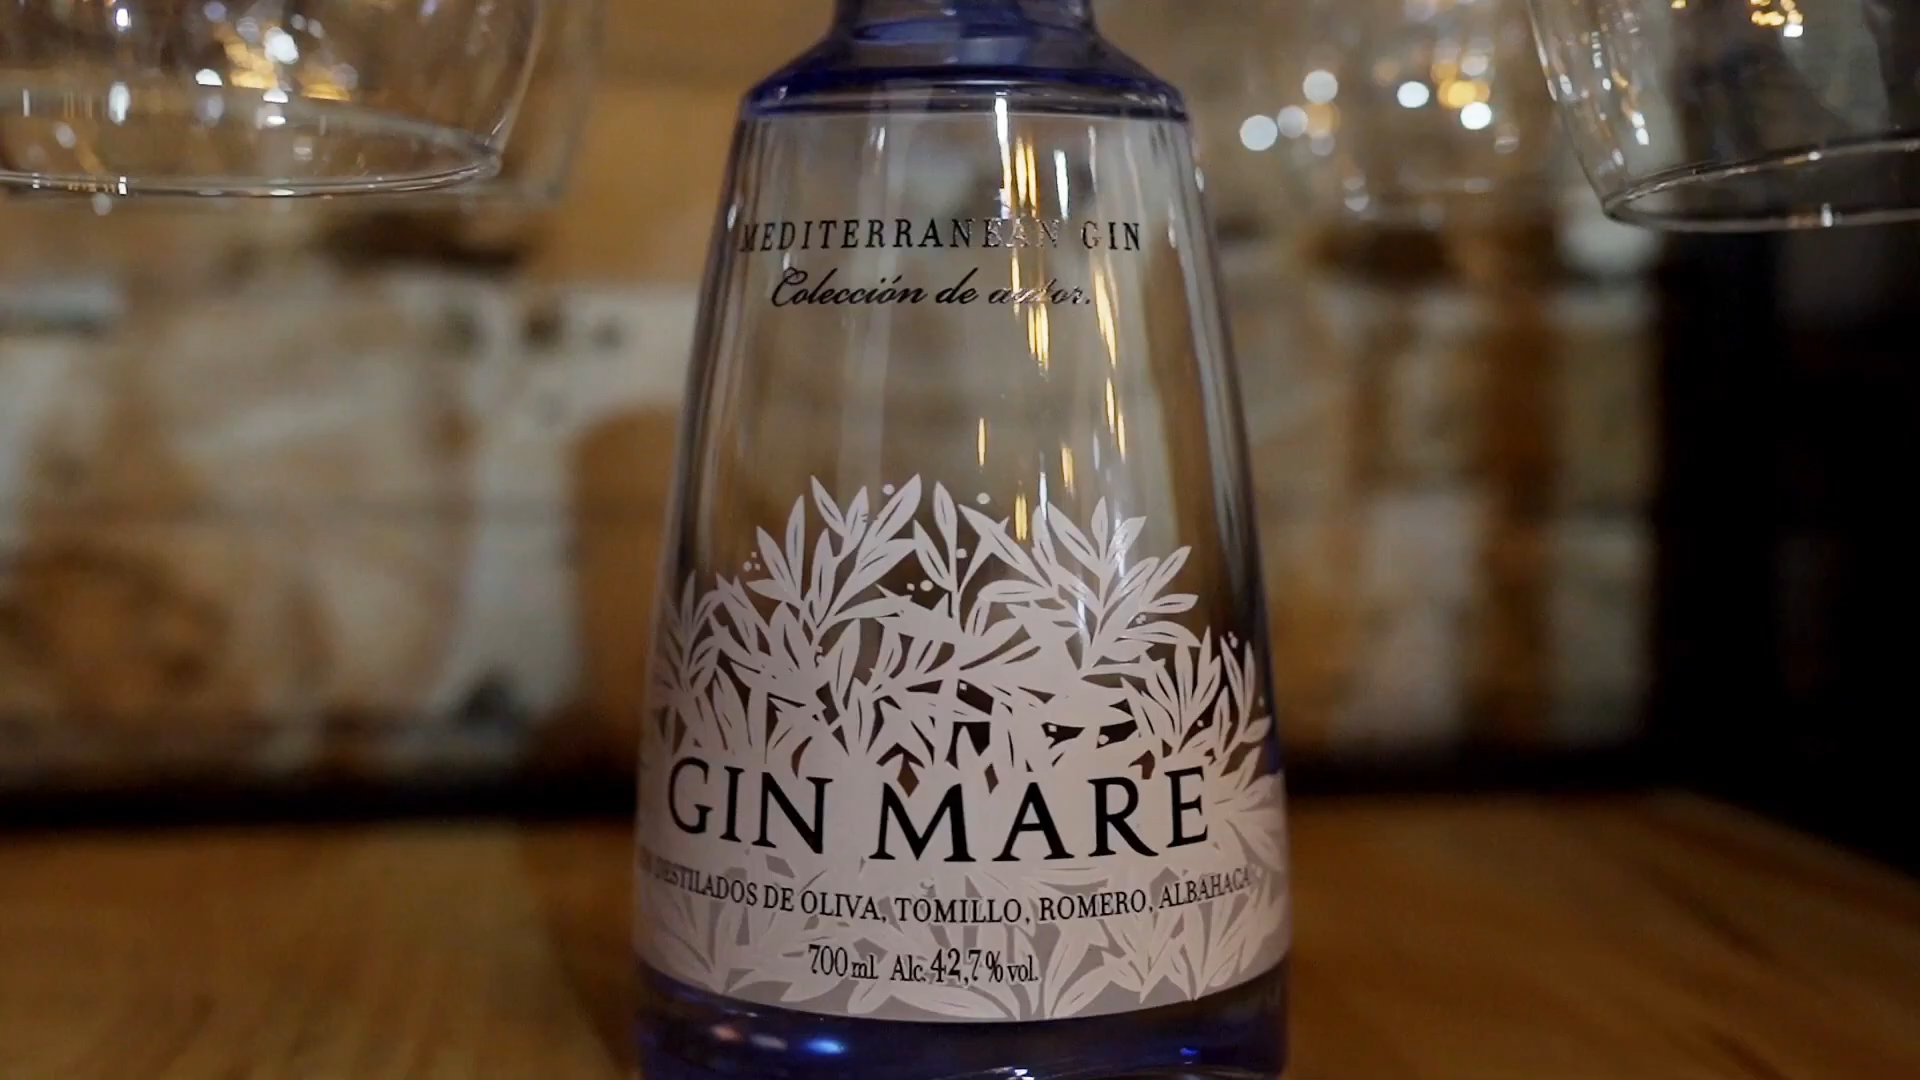 MEDITERRANEAN GIN
Colección de autor.
GIN MARE
DESTILADOS DE OLIVA, TOMILLO, ROMERO, ALBAHACA
700 ml Alc. 42,7% vol.